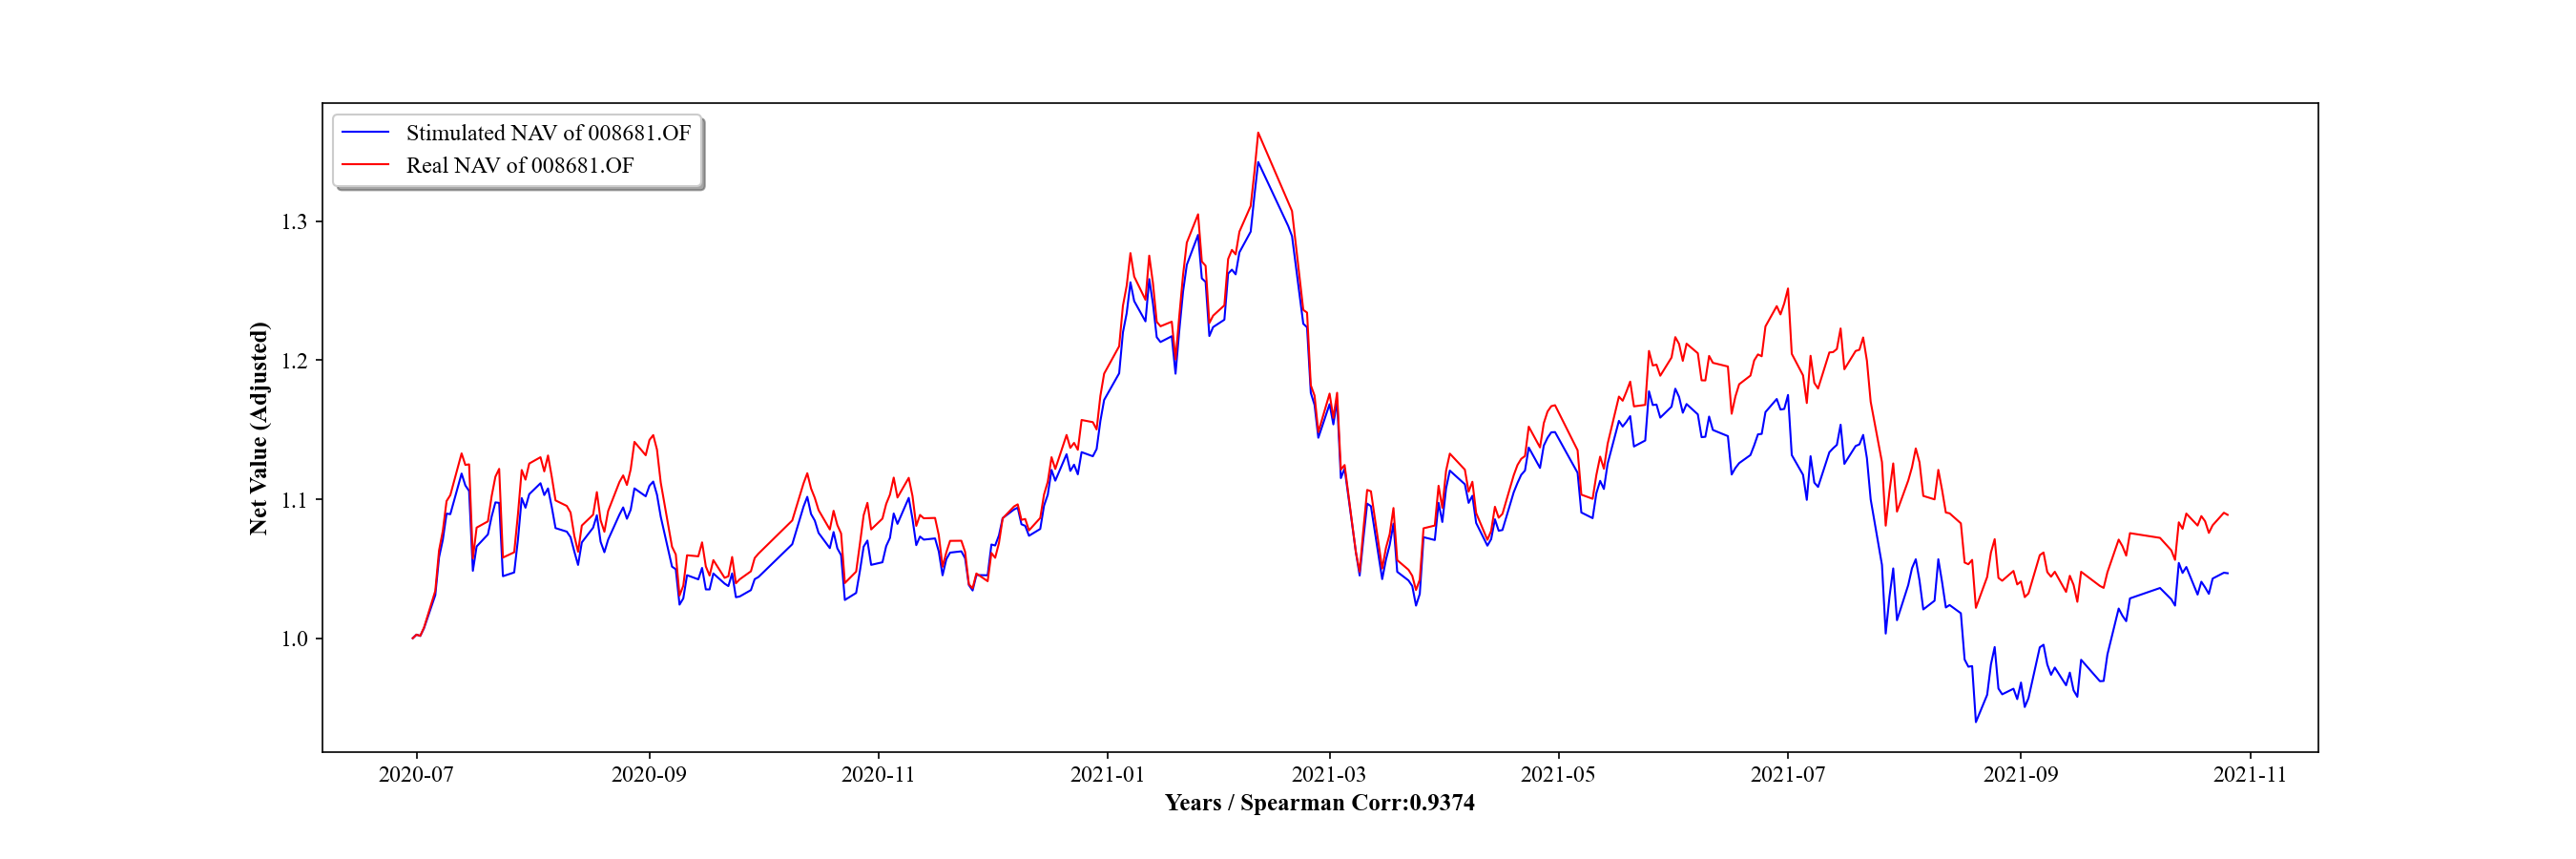 Stimulated NAV of 008681.OF
Real NAV of 008681.OF
Net Value (Adjusted)
1.3
1.2
1.1
1.0
2020-07 2020-09 2020-11 2021-01 2021-03 2021-05 2021-07 2021-09 2021-11
Years / Spearman Corr:0.9374